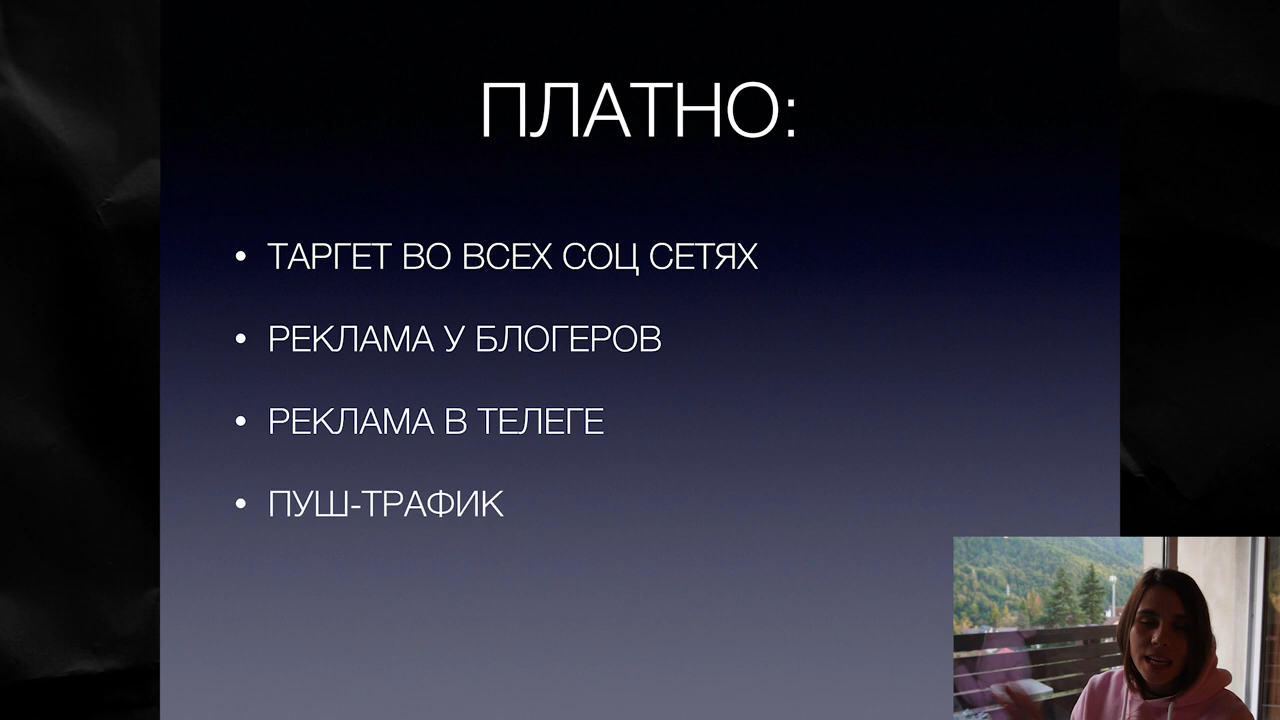 ПЛАТНО:
• ТАРГЕТ ВО ВСЕХ СОЦ СЕТЯХ
• РЕКЛАМА У БЛОГЕРОВ
• РЕКЛАМА В ТЕЛЕГЕ
• ПУШ-ТРАФИК